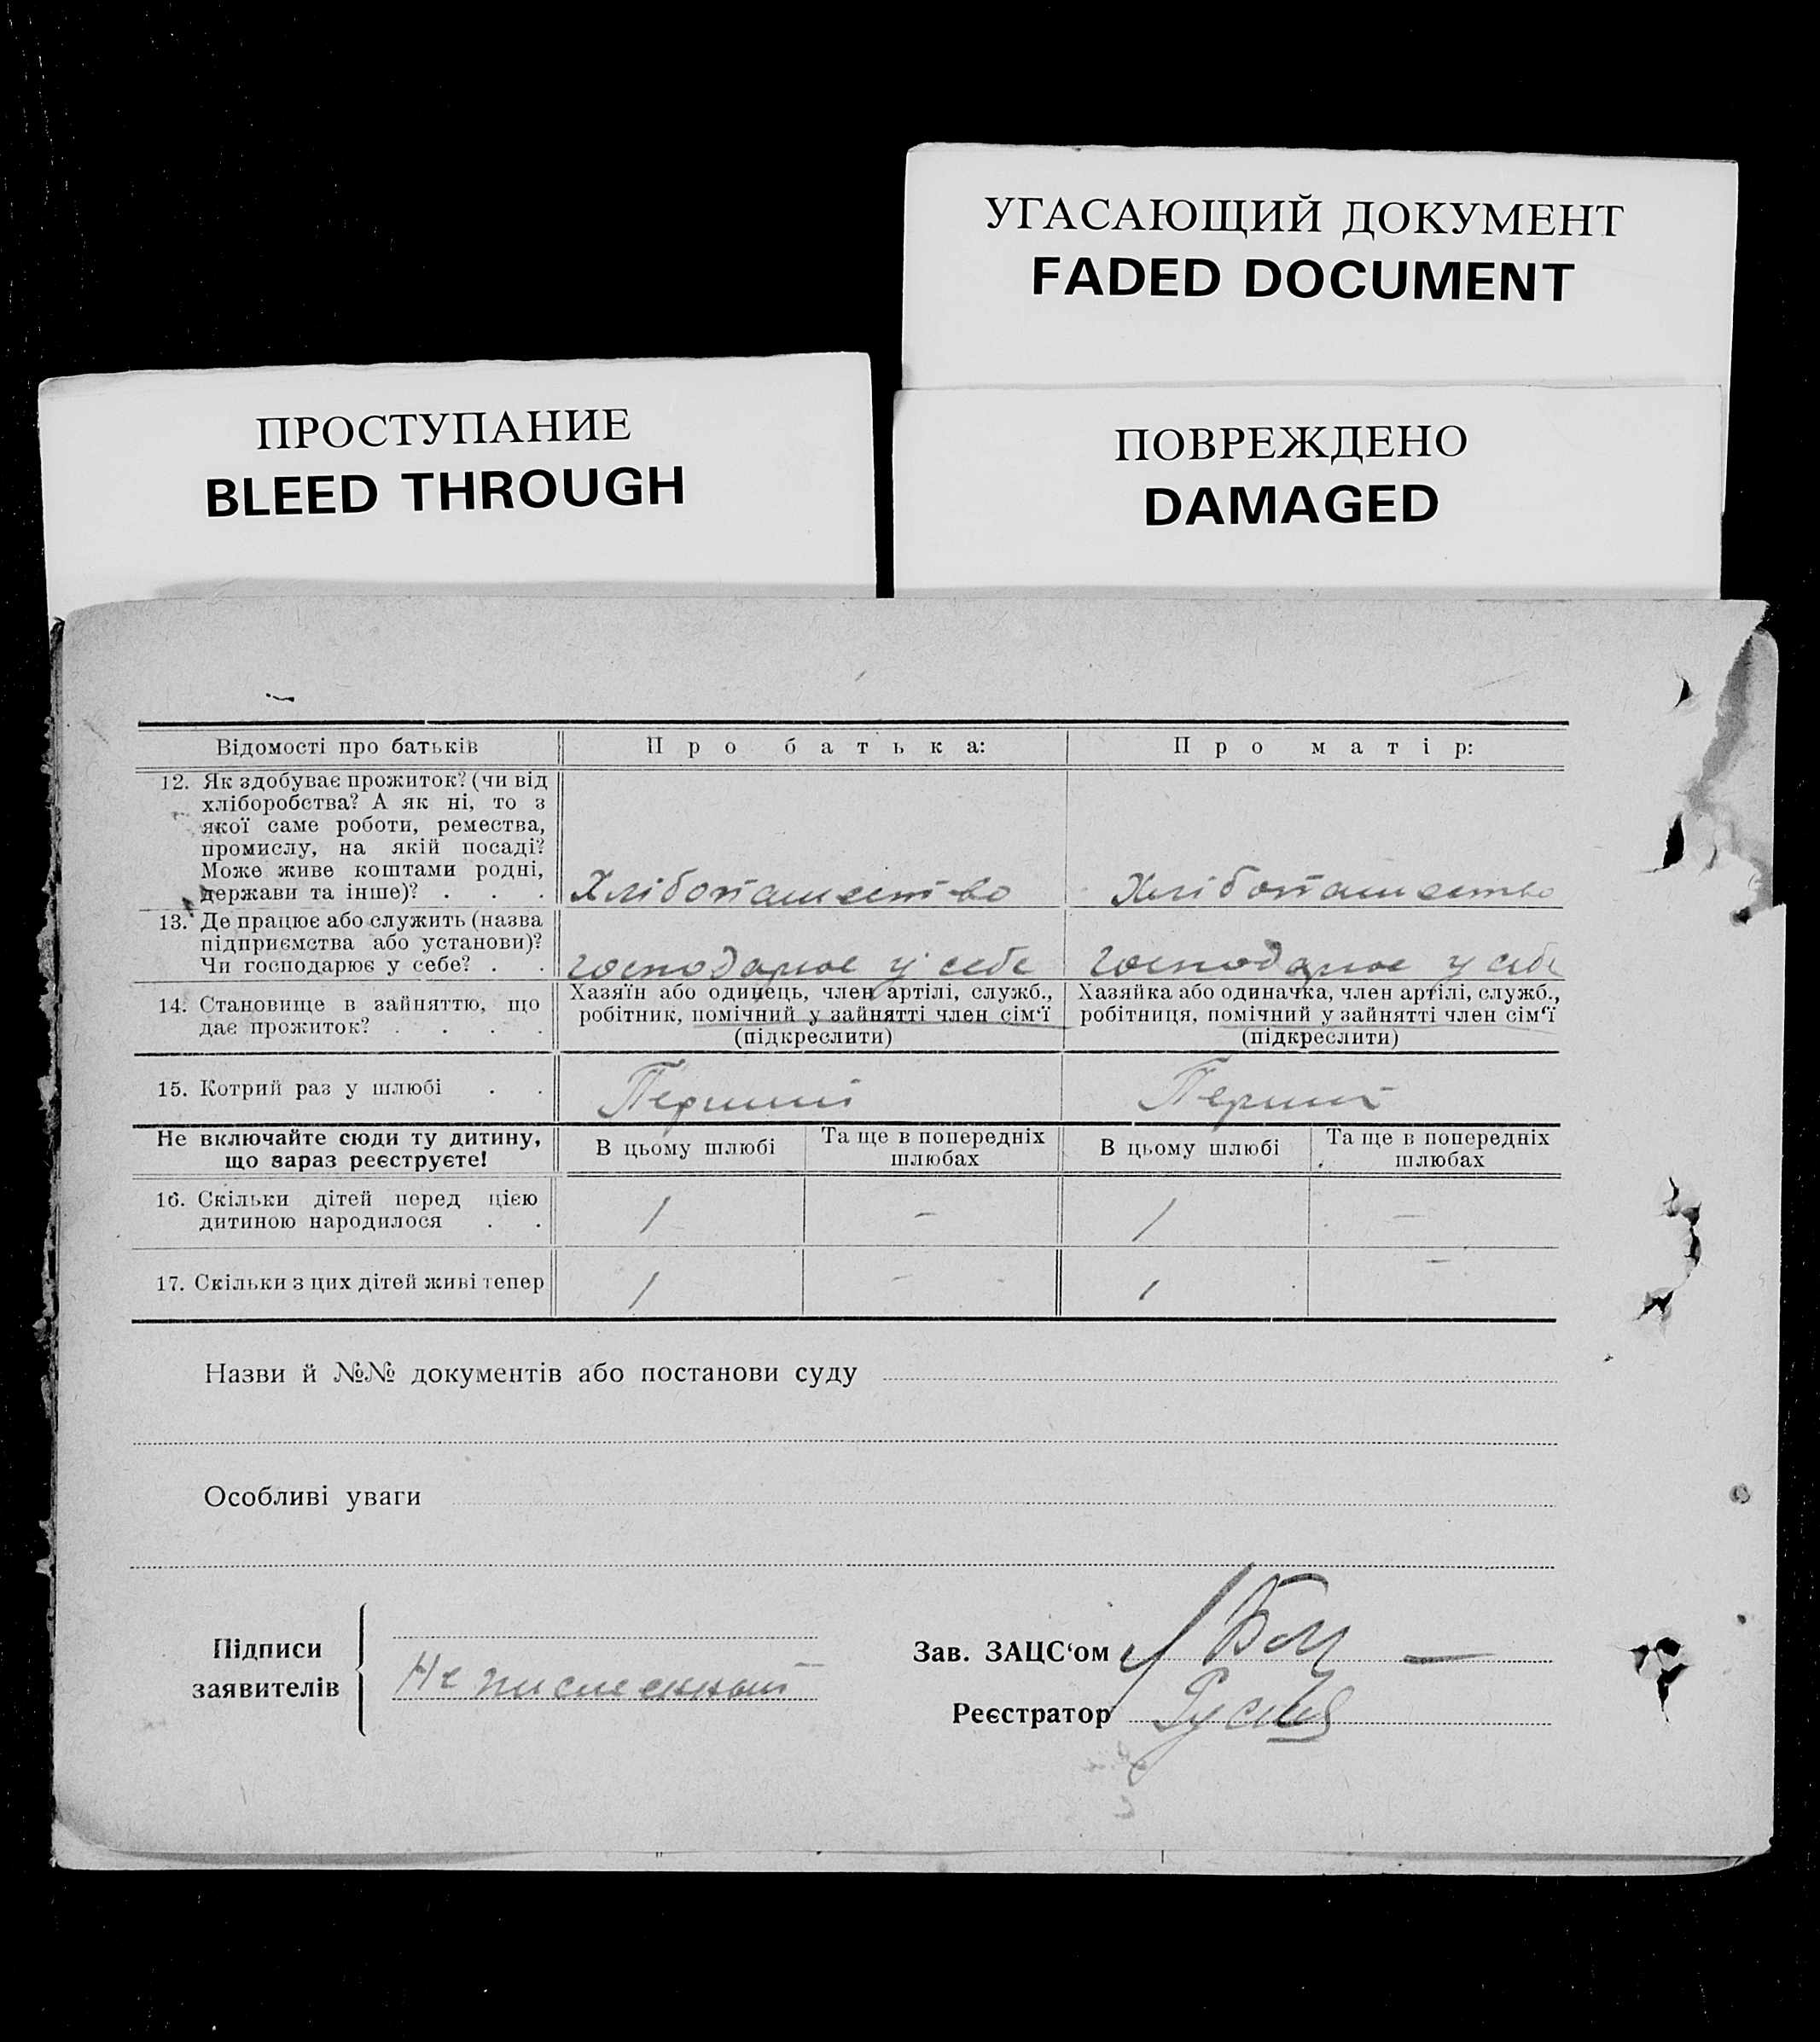 УГАСАЮЩИЙ ДОКУМЕНТ
FADED DOCUMENT
ПРОСТУПАНИЕ
BLEED THROUGH
ПОВРЕЖДЕНО
DAMAGED
Відомості про батьків
Про батька:
Про матір:
12. Як здобуває прожиток? (чи від
хліборобства? А як ні, то з
якої саме роботи, ремества,
промислу, на якій посаді?
Може живе коштами родні,
держави та інше)? . . .
Хлібопашество
Хлібопашество
13. Де працює або служить (назва
підприємства або установи)?
Чи господарює у себе? . .
господарює у себе
господарює у себе
14. Становище в зайняттю, що
дає прожиток? . . . .
Хазяїн або одинець, член артілі, служб.,
робітник, помічний у зайнятті член сім'ї
(підкреслити)
Хазяйка або одиначка, член артілі, служб.,
робітниця, помічний у зайнятті член сім'ї
(підкреслити)
15. Котрий раз у шлюбі . .
Перший
Перший
Не включайте сюди ту дитину,
що зараз реєструєте!
В цьому шлюбі
Та ще в попередніх
шлюбах
В цьому шлюбі
Та ще в попередніх
шлюбах
16. Скільки дітей перед цією
дитиною народилося . .
1
-
1
-
17. Скільки з цих дітей живі тепер
1
-
1
-
Назви й №№ документів або постанови суду
Особливі уваги
Підписи
заявителів
Не письменный
Зав. ЗАЦС'ом
Реєстратор